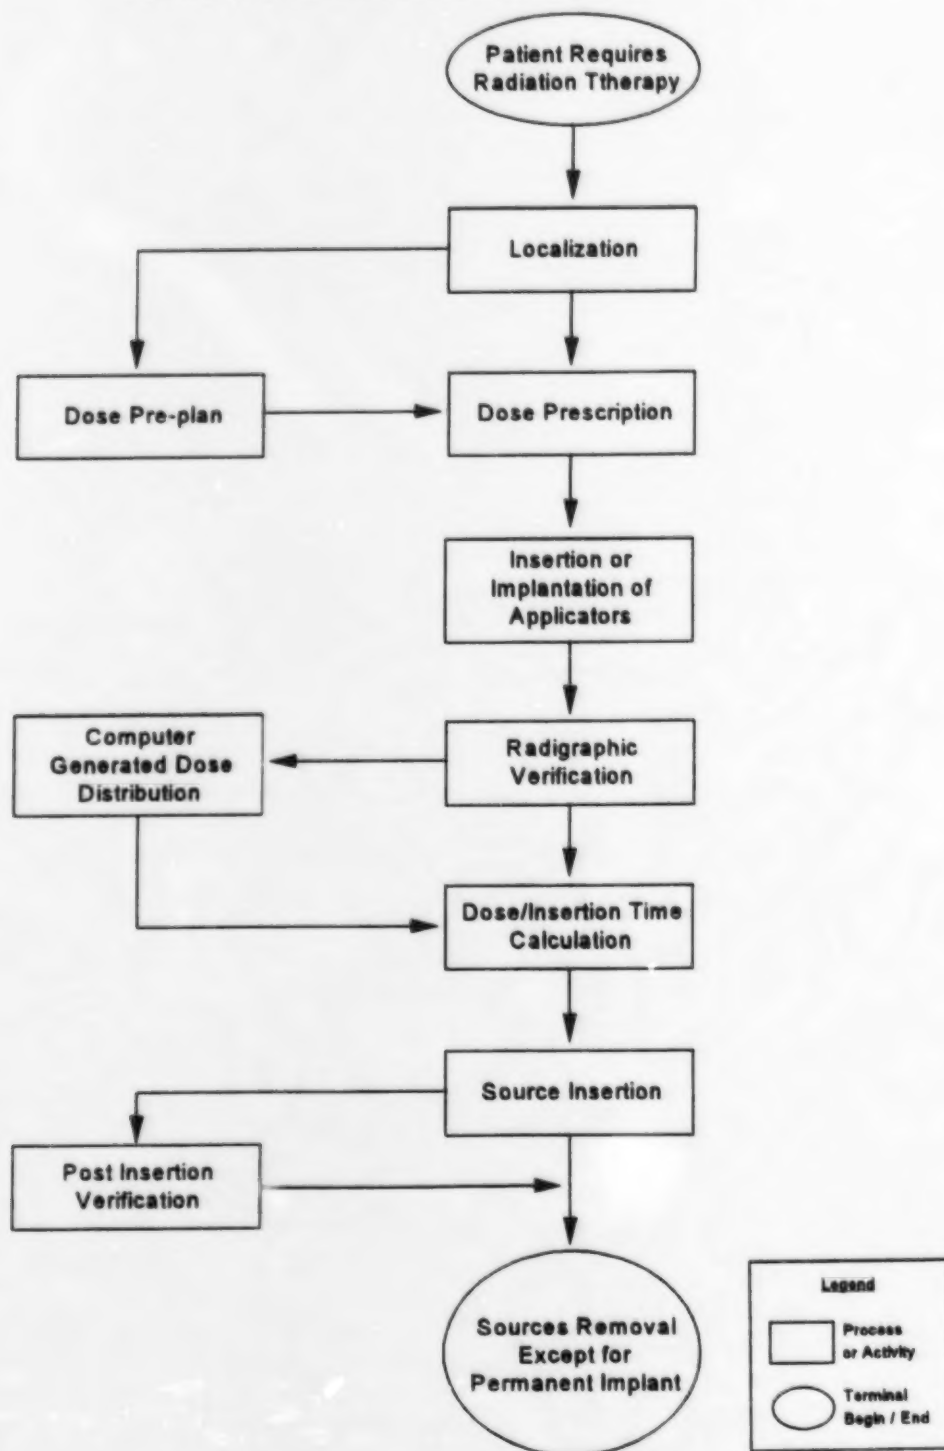 Patient Requires
Radiation Ttherapy
Localization
Dose Pre-plan
Dose Prescription
Insertion or
Implantation of
Applicators
Computer
Generated Dose
Distribution
Radigraphic
Verification
Dose/Insertion Time
Calculation
Source Insertion
Post Insertion
Verification
Sources Removal
Except for
Permanent Implant
Legend
Process
or Activity
Terminal
Begin / End